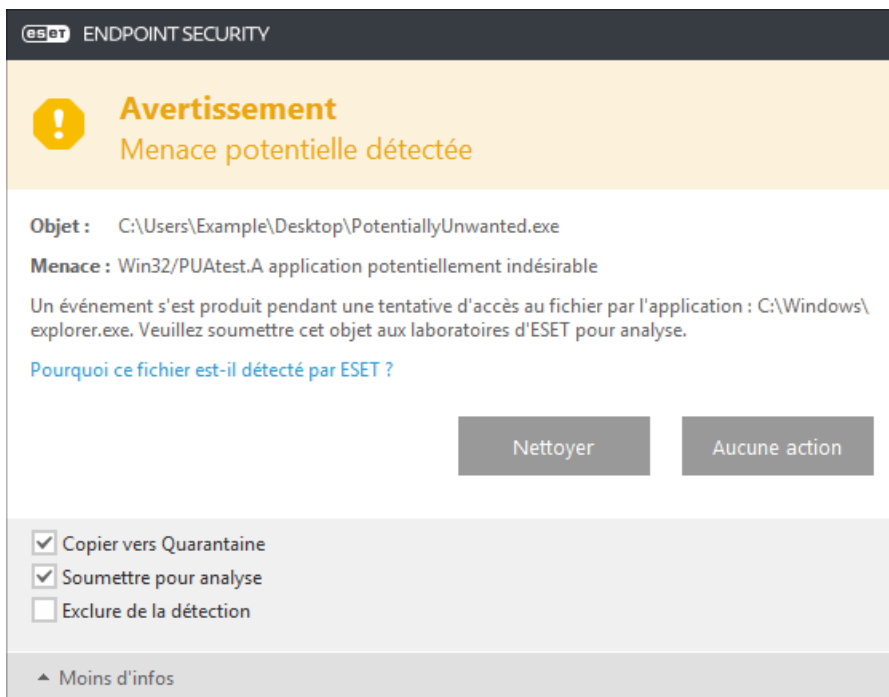 eset ENDPOINT SECURITY
Avertissement
Menace potentielle détectée
Objet : C:\Users\Example\Desktop\PotentiallyUnwanted.exe
Menace : Win32/PUAtest.A application potentiellement indésirable
Un événement s'est produit pendant une tentative d'accès au fichier par l'application : C:\Windows\
explorer.exe. Veuillez soumettre cet objet aux laboratoires d'ESET pour analyse.
Pourquoi ce fichier est-il détecté par ESET ?
Nettoyer Aucune action
Copier vers Quarantaine
Soumettre pour analyse
Exclure de la détection
Moins d'infos